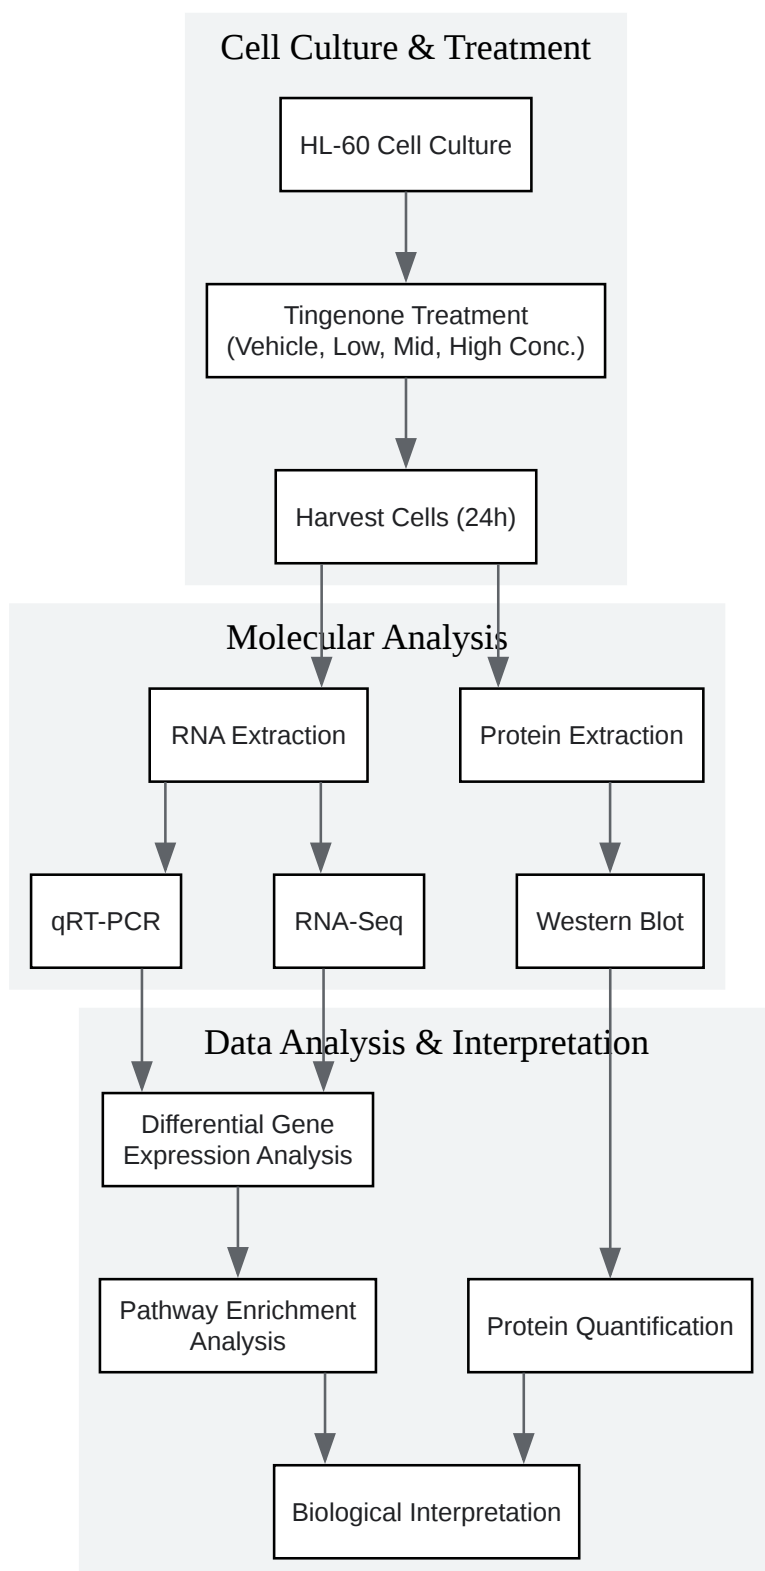 Cell Culture & Treatment
HL-60 Cell Culture
Tingenone Treatment
(Vehicle, Low, Mid, High Conc.)
Harvest Cells (24h)
Molecular Analysis
RNA Extraction
Protein Extraction
qRT-PCR
RNA-Seq
Western Blot
Data Analysis & Interpretation
Differential Gene
Expression Analysis
Pathway Enrichment
Analysis
Protein Quantification
Biological Interpretation